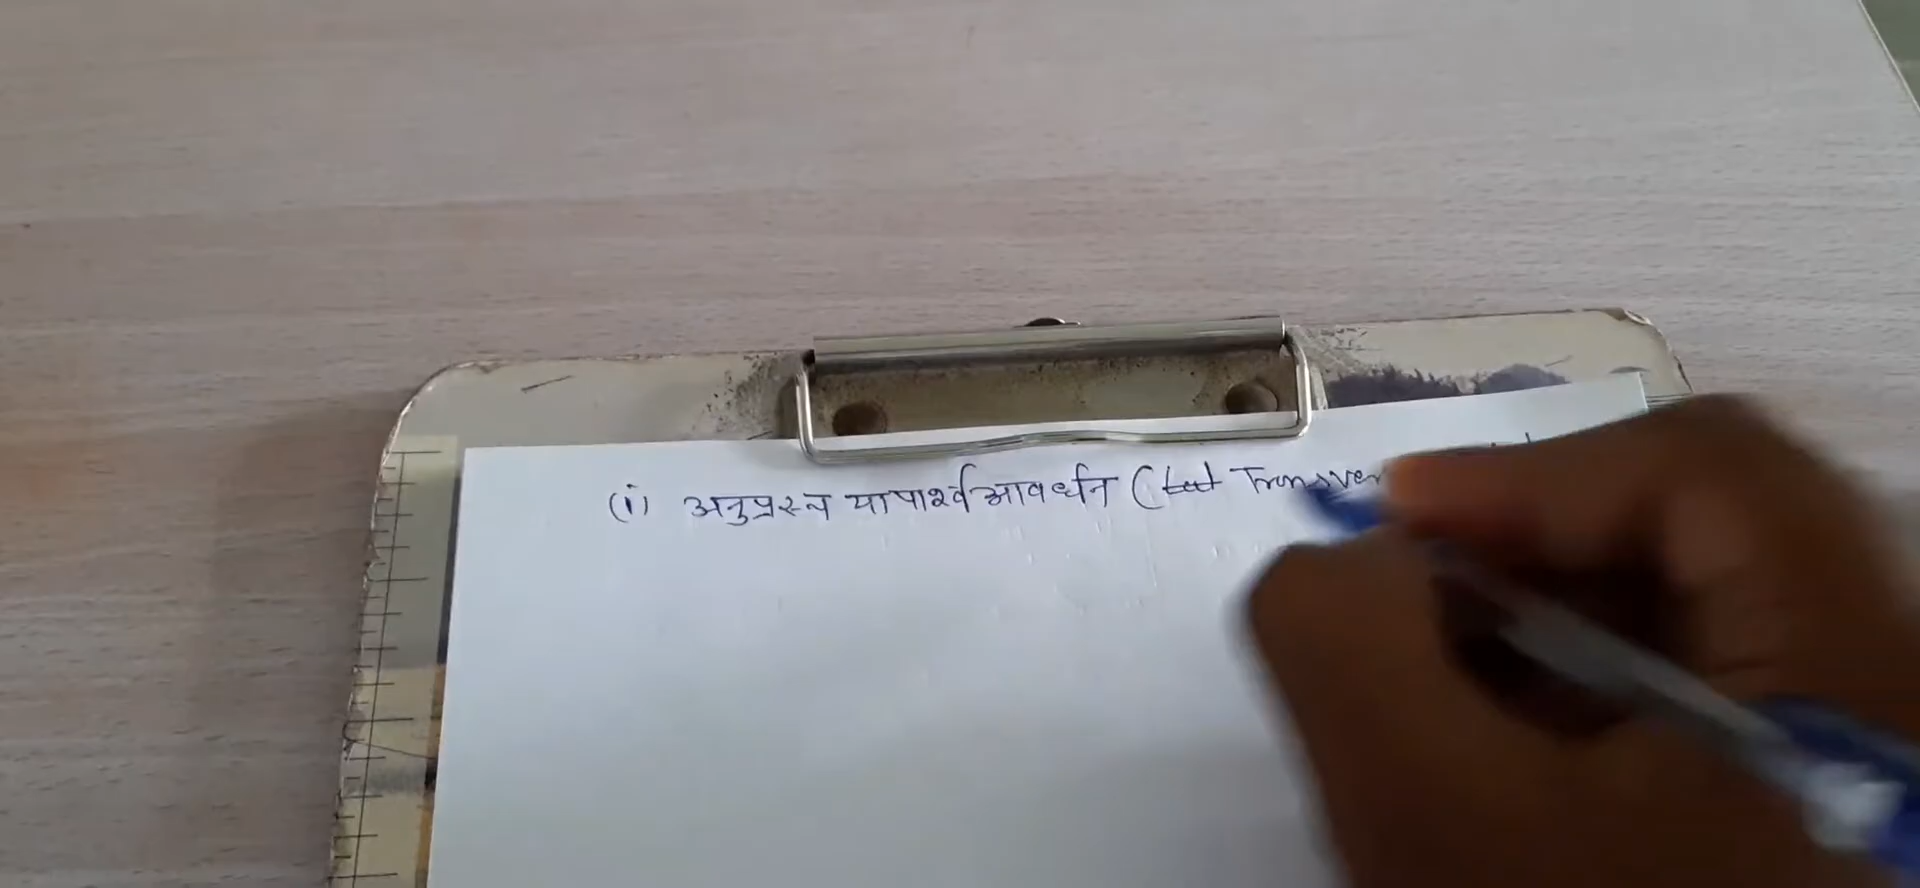 (i) अनुप्रस्न या पार्श्व आवर्धन ( Transver